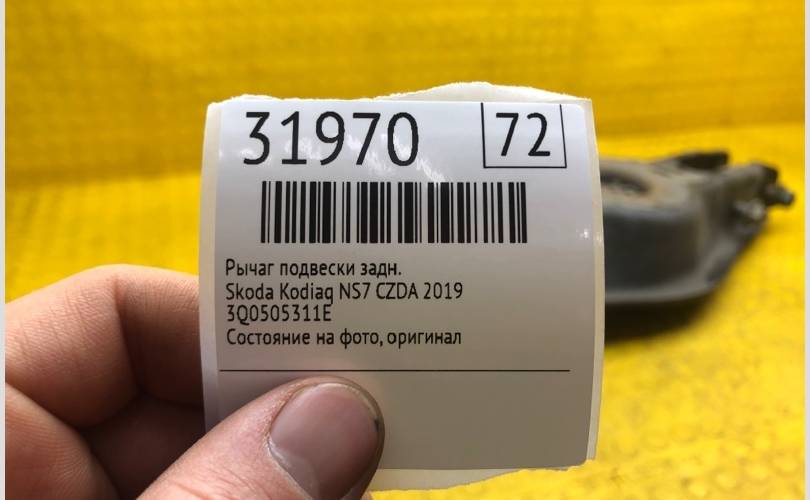 31970
72
Рычаг подвески задн.
Skoda Kodiaq NS7 CZDA 2019
3Q0505311E
Состояние на фото, оригинал